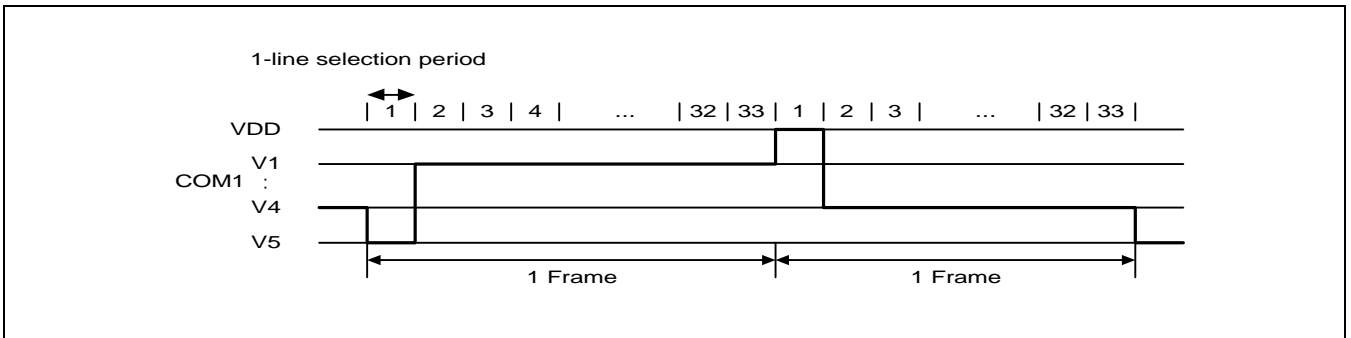 1-line selection period
| 1 | 2 | 3 | 4 | ... | 32 | 33 | 1 | 2 | 3 | ... | 32 | 33 |
VDD
V1
COM1 :
V4
V5
1 Frame 1 Frame